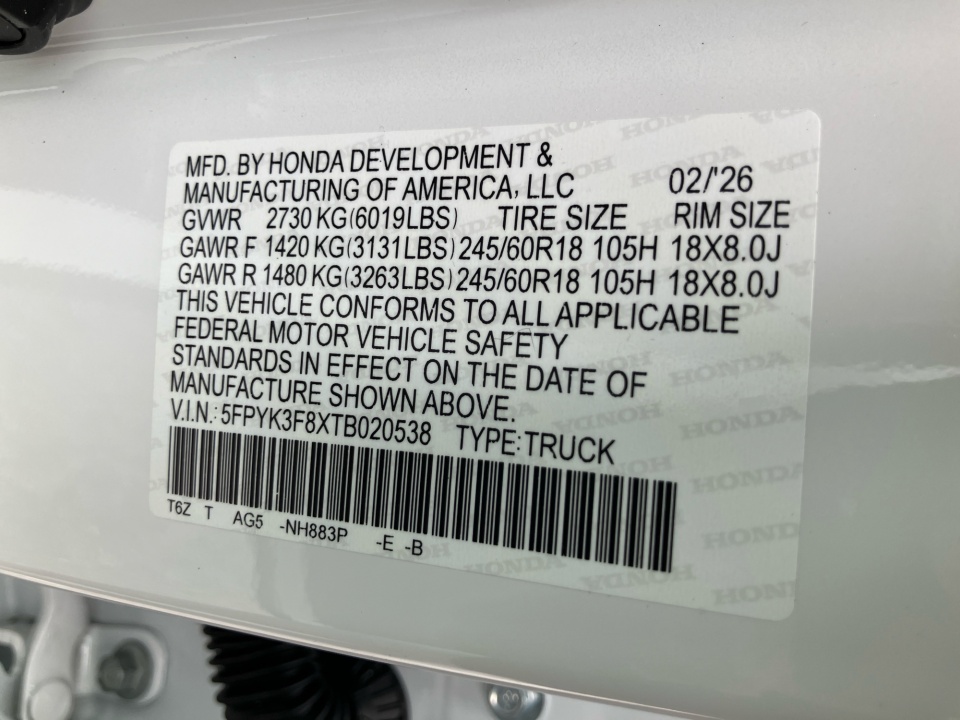 MFD. BY HONDA DEVELOPMENT &
MANUFACTURING OF AMERICA, LLC 02/'26
GVWR 2730 KG(6019LBS) TIRE SIZE RIM SIZE
GAWR F 1420 KG(3131LBS) 245/60R18 105H 18X8.0J
GAWR R 1480 KG(3263LBS) 245/60R18 105H 18X8.0J
THIS VEHICLE CONFORMS TO ALL APPLICABLE
FEDERAL MOTOR VEHICLE SAFETY
STANDARDS IN EFFECT ON THE DATE OF
MANUFACTURE SHOWN ABOVE.
V.I.N.: 5FPYK3F8XTB020538 TYPE: TRUCK
T6Z T AG5 -NH883P -E -B